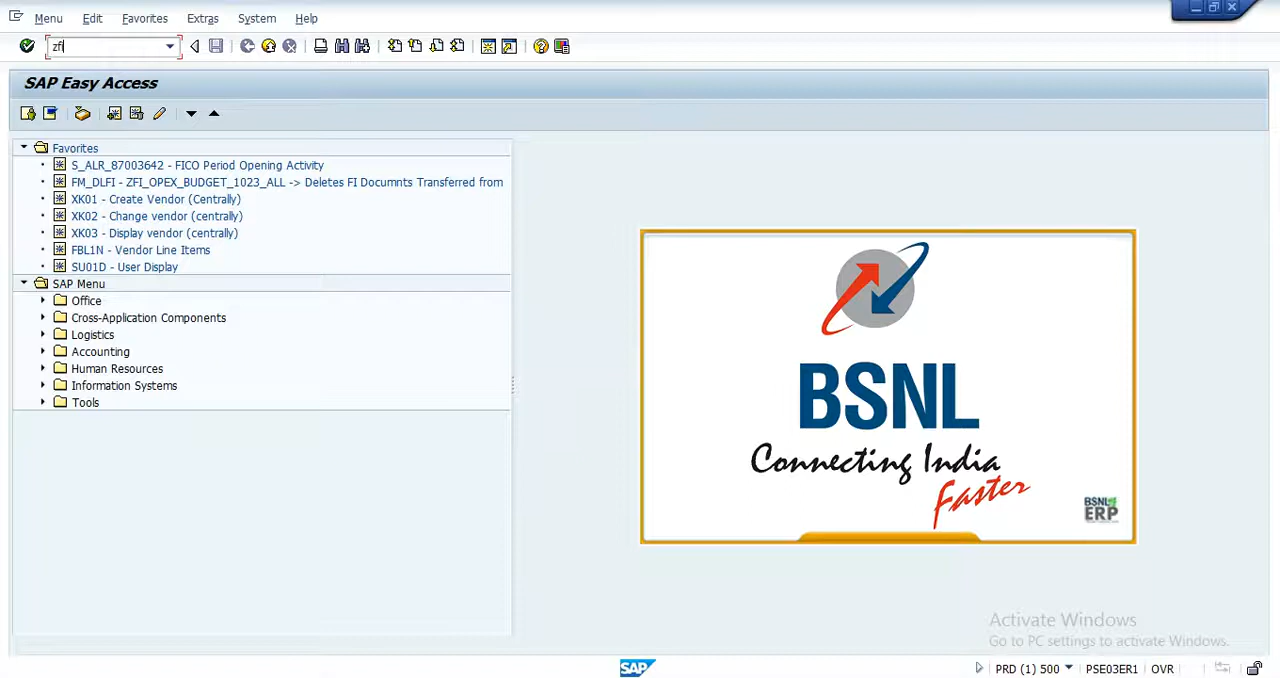 Menu Edit Favorites Extras System Help
zfi
SAP Easy Access
Favorites
S_ALR_87003642 - FICO Period Opening Activity
FM_DLFI - ZFI_OPEX_BUDGET_1023_ALL -> Deletes FI Documnts Transferred from
XK01 - Create Vendor (Centrally)
XK02 - Change vendor (centrally)
XK03 - Display vendor (centrally)
FBL1N - Vendor Line Items
SU01D - User Display
SAP Menu
Office
Cross-Application Components
Logistics
Accounting
Human Resources
Information Systems
Tools
BSNL
Connecting India
Faster
BSNL
ERP
Activate Windows
Go to PC settings to activate Windows.
SAP
PRD (1) 500 PSE03ER1 OVR